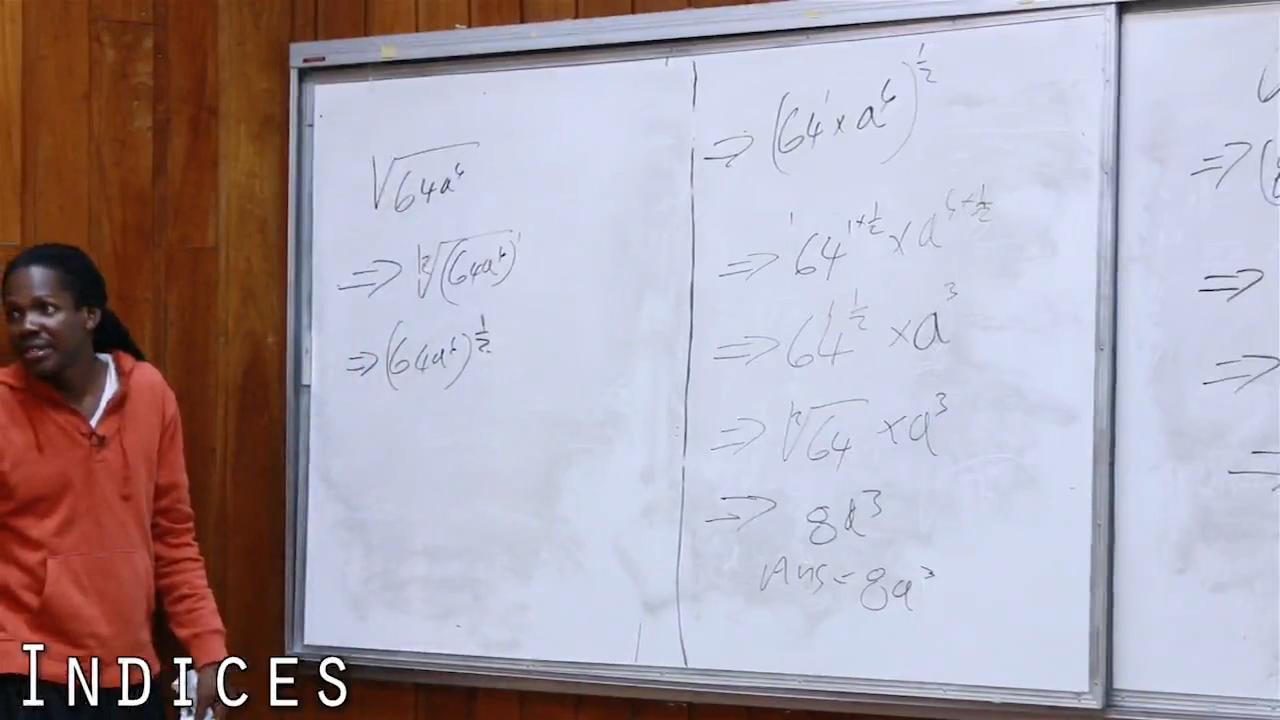 √64a⁶
⇒ ²√(64a⁶)¹
⇒ (64a⁶)^½
⇒ (64¹ × a⁶)^½
⇒ 64^(1×½) × a^(6×½)
⇒ 64^½ × a³
⇒ ²√64 × a³
⇒ 8a³
Ans = 8a³
⇒ (
⇒
⇒
INDICES